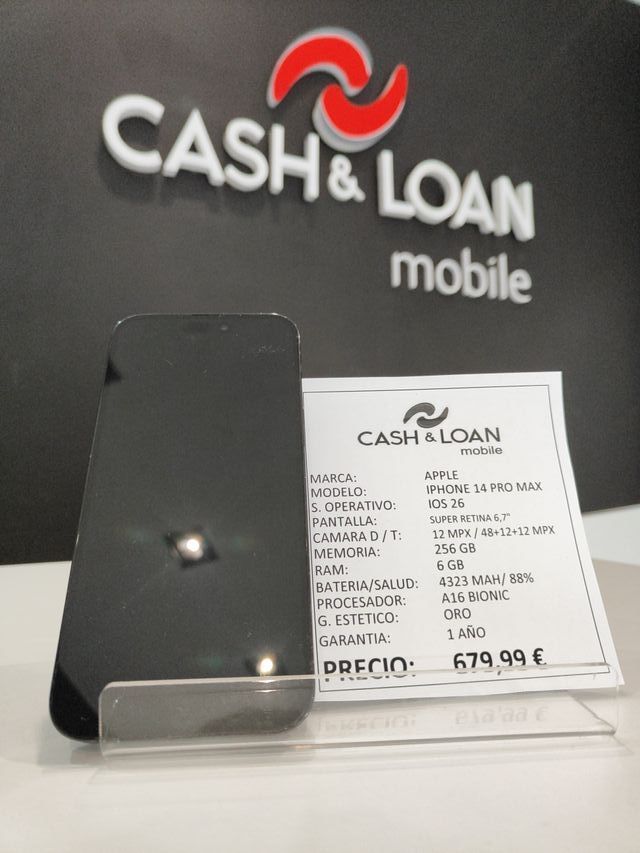 CASH & LOAN
mobile
CASH & LOAN
mobile
MARCA: APPLE
MODELO: IPHONE 14 PRO MAX
S. OPERATIVO: IOS 26
PANTALLA: SUPER RETINA 6,7"
CAMARA D / T: 12 MPX / 48+12+12 MPX
MEMORIA: 256 GB
RAM: 6 GB
BATERIA/SALUD: 4323 MAH/ 88%
PROCESADOR: A16 BIONIC
G. ESTETICO: ORO
GARANTIA: 1 AÑO
PRECIO: 679,99 €